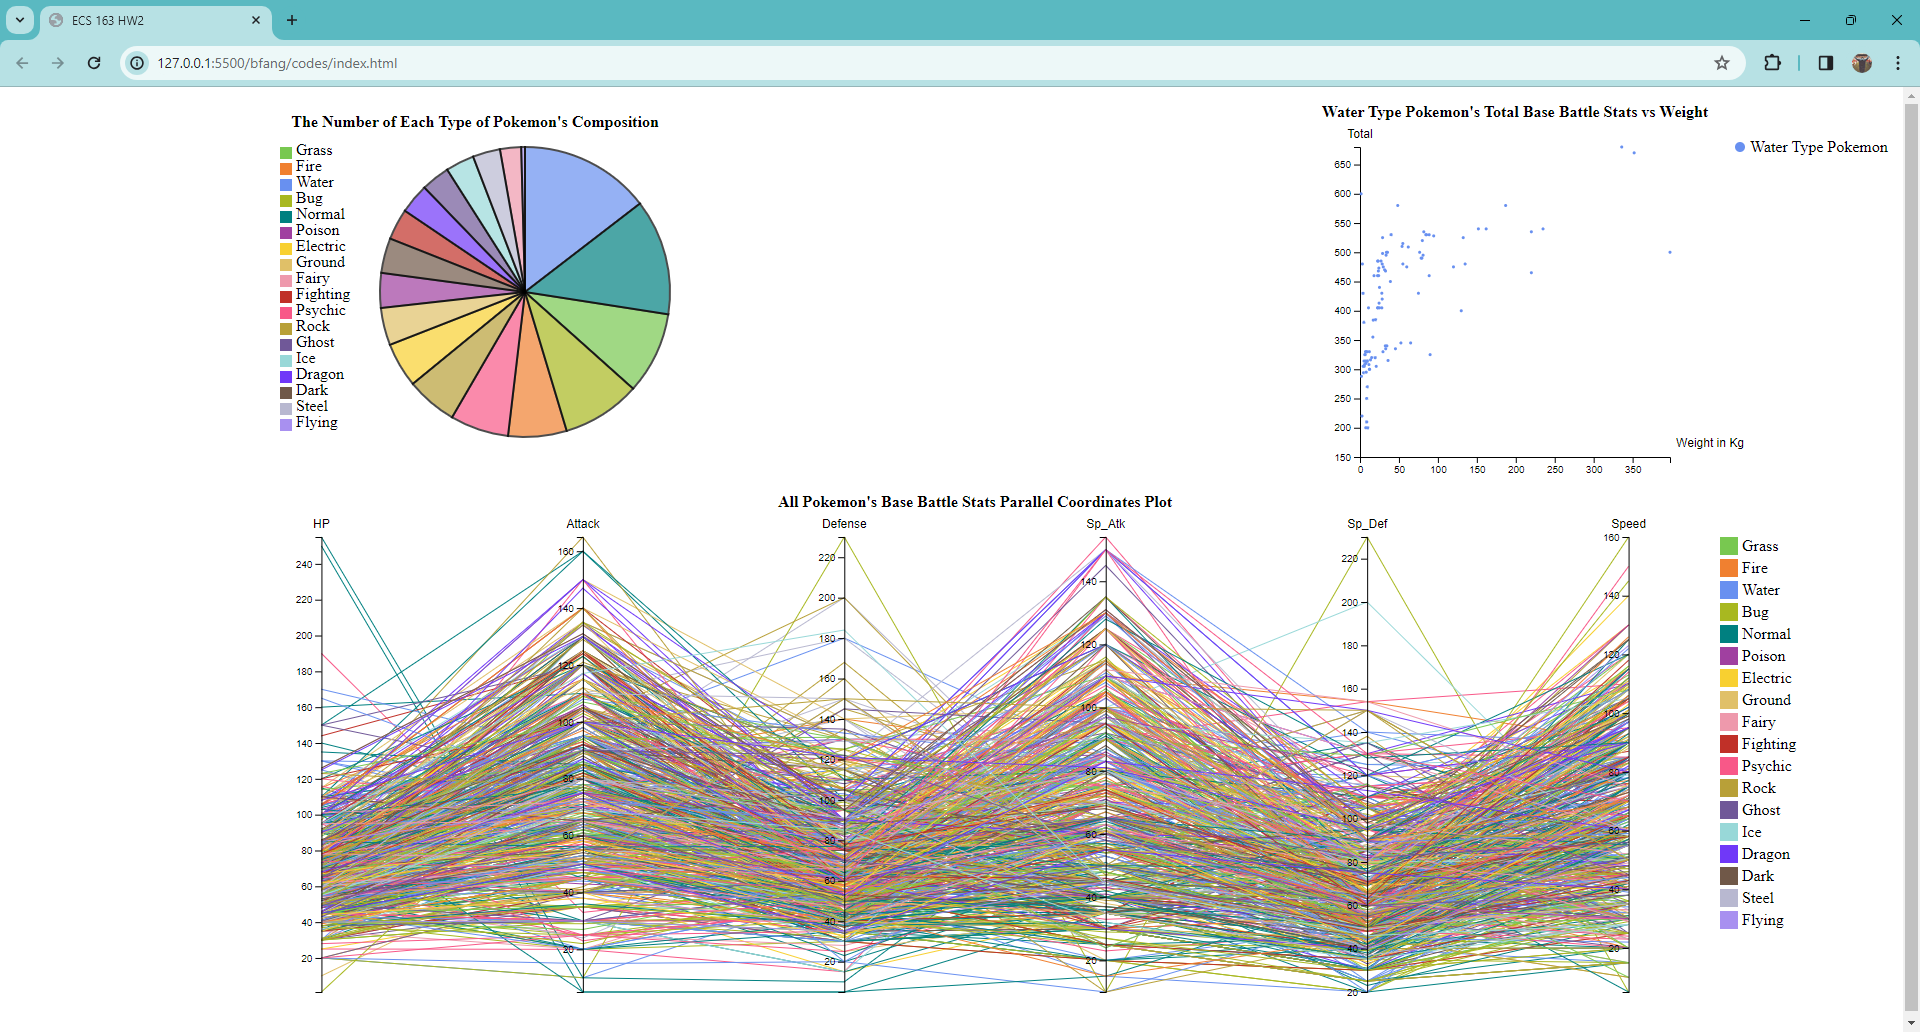 ECS 163 HW2
127.0.0.1:5500/bfang/codes/index.html
The Number of Each Type of Pokemon's Composition
Grass
Fire
Water
Bug
Normal
Poison
Electric
Ground
Fairy
Fighting
Psychic
Rock
Ghost
Ice
Dragon
Dark
Steel
Flying
Water Type Pokemon's Total Base Battle Stats vs Weight
Total
Water Type Pokemon
650
600
550
500
450
400
350
300
250
200
150
0 50 100 150 200 250 300 350
Weight in Kg
All Pokemon's Base Battle Stats Parallel Coordinates Plot
HP
240
220
200
180
160
140
120
100
80
60
40
20
Attack
160
140
120
100
80
60
40
20
Defense
220
200
180
160
140
120
100
80
60
40
20
Sp_Atk
140
120
100
80
60
40
20
Sp_Def
220
200
180
160
140
120
100
80
60
40
20
Speed
160
140
120
100
80
60
40
20
Grass
Fire
Water
Bug
Normal
Poison
Electric
Ground
Fairy
Fighting
Psychic
Rock
Ghost
Ice
Dragon
Dark
Steel
Flying